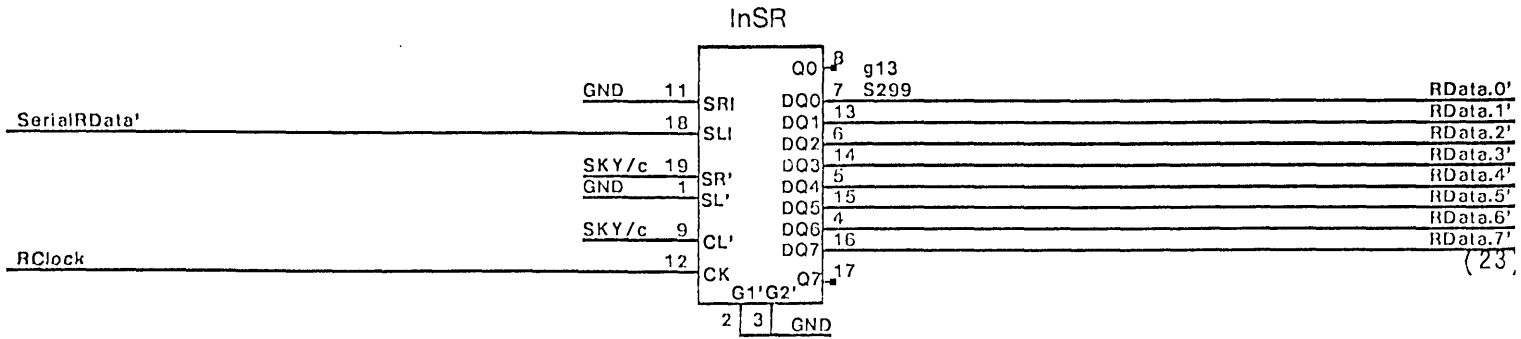 InSR
Q0 8 g13
GND 11 SRI DQ0 7 S299 RData.0'
SerialRData' 18 SLI DQ1 13 RData.1'
DQ2 6 RData.2'
SKY/c 19 SR' DQ3 14 RData.3'
GND 1 SL' DQ4 5 RData.4'
DQ5 15 RData.5'
SKY/c 9 CL' DQ6 4 RData.6'
DQ7 16 RData.7'
RClock 12 CK Q7 17 (23)
G1'G2'
2 3 GND